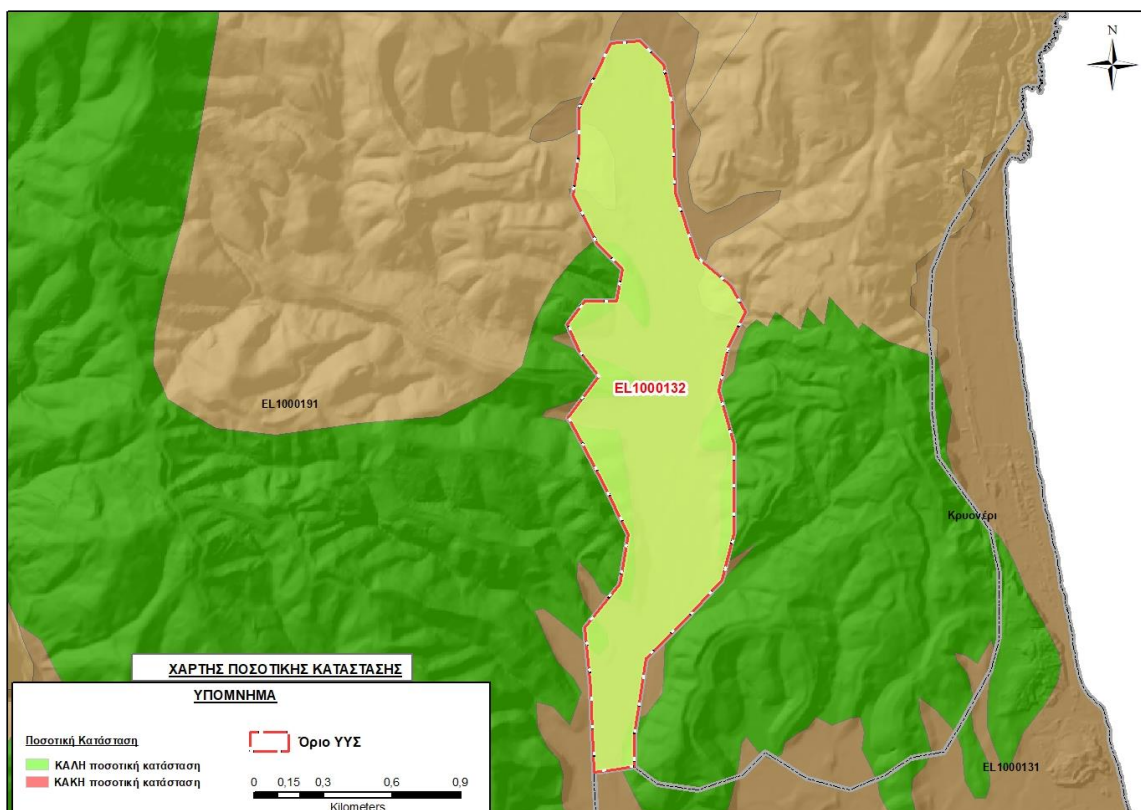 N
EL1000132
EL1000191
Κρυονέρι
EL1000131
ΧΑΡΤΗΣ ΠΟΣΟΤΙΚΗΣ ΚΑΤΑΣΤΑΣΗΣ
ΥΠΟΜΝΗΜΑ
Ποσοτική Κατάσταση
Όριο ΥΥΣ
ΚΑΛΗ ποσοτική κατάσταση
ΚΑΚΗ ποσοτική κατάσταση
0 0,15 0,3 0,6 0,9
Kilometers